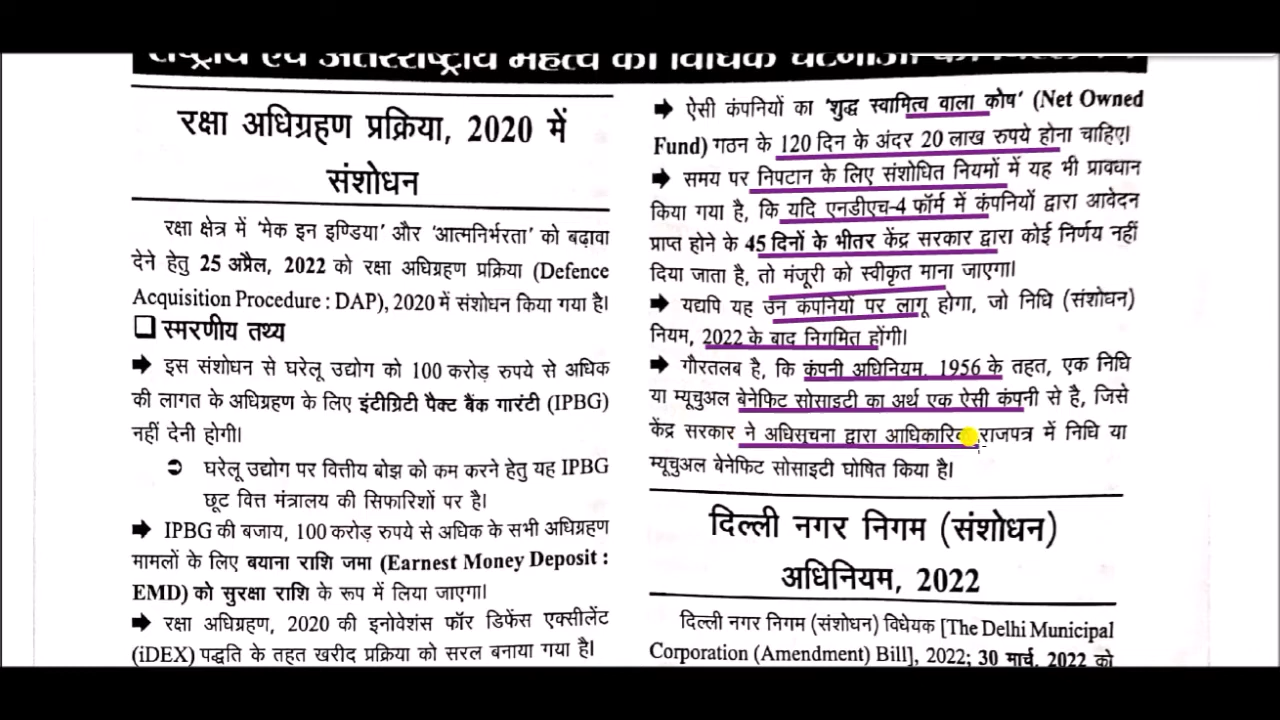 राष्ट्रीय एवं अंतरराष्ट्रीय महत्व की विधिक घटनाओं
रक्षा अधिग्रहण प्रक्रिया, 2020 में
संशोधन
रक्षा क्षेत्र में 'मेक इन इण्डिया' और 'आत्मनिर्भरता' को बढ़ावा
देने हेतु 25 अप्रैल, 2022 को रक्षा अधिग्रहण प्रक्रिया (Defence
Acquisition Procedure : DAP), 2020 में संशोधन किया गया है।
❑ स्मरणीय तथ्य
➡ इस संशोधन से घरेलू उद्योग को 100 करोड़ रुपये से अधिक
की लागत के अधिग्रहण के लिए इंटीग्रिटी पैक्ट बैंक गारंटी (IPBG)
नहीं देनी होगी।
➲ घरेलू उद्योग पर वित्तीय बोझ को कम करने हेतु यह IPBG
छूट वित्त मंत्रालय की सिफारिशों पर है।
➡ IPBG की बजाय, 100 करोड़ रुपये से अधिक के सभी अधिग्रहण
मामलों के लिए बयाना राशि जमा (Earnest Money Deposit :
EMD) को सुरक्षा राशि के रूप में लिया जाएगा।
➡ रक्षा अधिग्रहण, 2020 की इनोवेशंस फॉर डिफेंस एक्सीलेंट
(iDEX) पद्धति के तहत खरीद प्रक्रिया को सरल बनाया गया है।
➡ ऐसी कंपनियों का 'शुद्ध स्वामित्व वाला कोष' (Net Owned
Fund) गठन के 120 दिन के अंदर 20 लाख रुपये होना चाहिए।
➡ समय पर निपटान के लिए संशोधित नियमों में यह भी प्रावधान
किया गया है, कि यदि एनडीएच-4 फॉर्म में कंपनियों द्वारा आवेदन
प्राप्त होने के 45 दिनों के भीतर केंद्र सरकार द्वारा कोई निर्णय नहीं
दिया जाता है, तो मंजूरी को स्वीकृत माना जाएगा।
➡ यद्यपि यह उन कंपनियों पर लागू होगा, जो निधि (संशोधन)
नियम, 2022 के बाद निगमित होंगी।
➡ गौरतलब है, कि कंपनी अधिनियम, 1956 के तहत, एक निधि
या म्यूचुअल बेनेफिट सोसाइटी का अर्थ एक ऐसी कंपनी से है, जिसे
केंद्र सरकार ने अधिसूचना द्वारा आधिकारिक राजपत्र में निधि या
म्यूचुअल बेनेफिट सोसाइटी घोषित किया है।
दिल्ली नगर निगम (संशोधन)
अधिनियम, 2022
दिल्ली नगर निगम (संशोधन) विधेयक [The Delhi Municipal
Corporation (Amendment) Bill], 2022; 30 मार्च, 2022 को